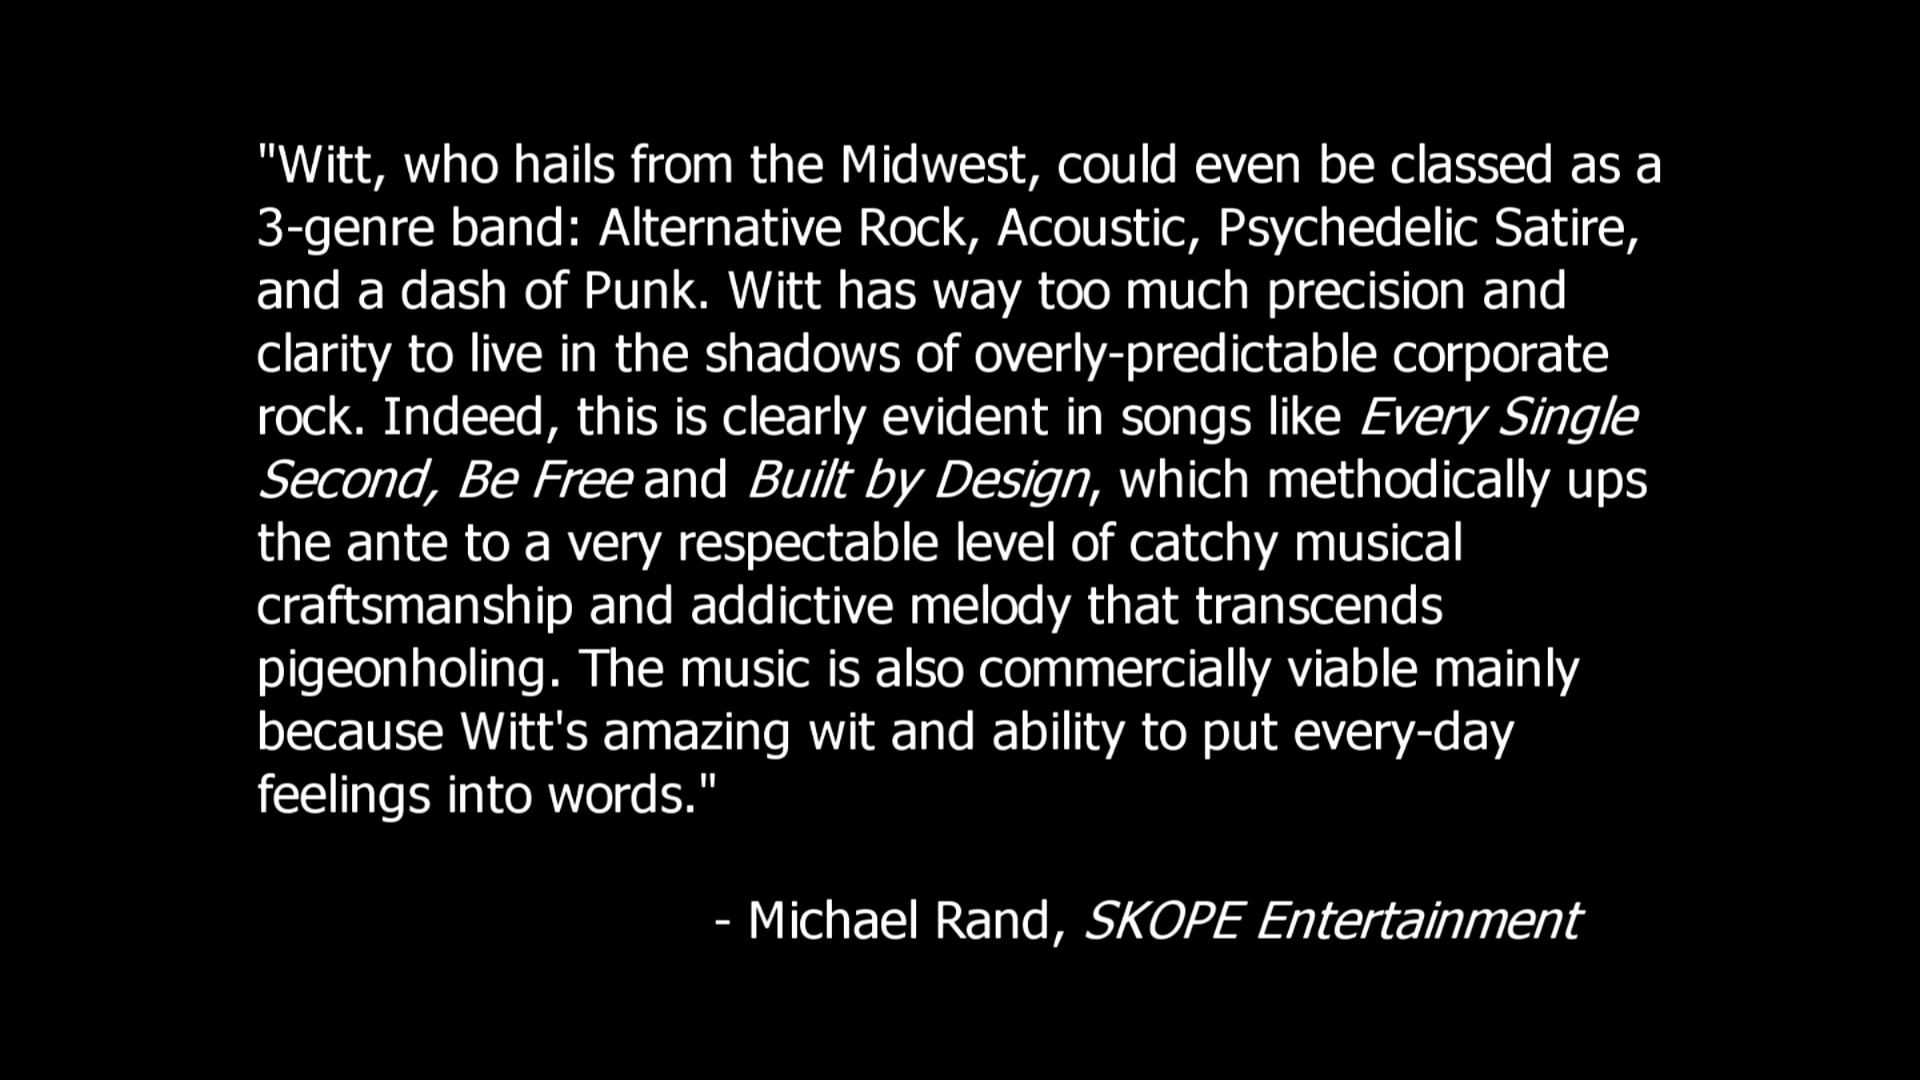 "Witt, who hails from the Midwest, could even be classed as a
3-genre band: Alternative Rock, Acoustic, Psychedelic Satire,
and a dash of Punk. Witt has way too much precision and
clarity to live in the shadows of overly-predictable corporate
rock. Indeed, this is clearly evident in songs like Every Single
Second, Be Free and Built by Design, which methodically ups
the ante to a very respectable level of catchy musical
craftsmanship and addictive melody that transcends
pigeonholing. The music is also commercially viable mainly
because Witt's amazing wit and ability to put every-day
feelings into words."
- Michael Rand, SKOPE Entertainment